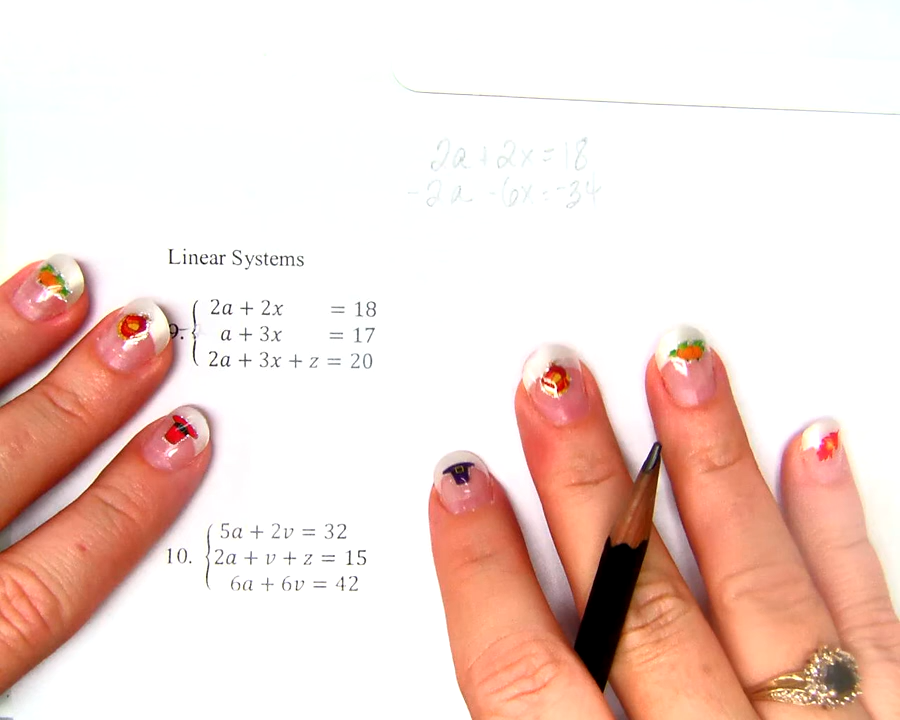 2a + 2x = 18
-2a -6x = -34
Linear Systems
9. 2a + 2x = 18
a + 3x = 17
2a + 3x + z = 20
5a + 2v = 32
10. 2a + v + z = 15
6a + 6v = 42